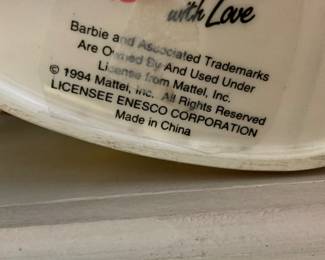 with Love
Barbie and Associated Trademarks
Are Owned By And Used Under
License from Mattel, Inc.
© 1994 Mattel, Inc. All Rights Reserved
LICENSEE ENESCO CORPORATION
Made in China